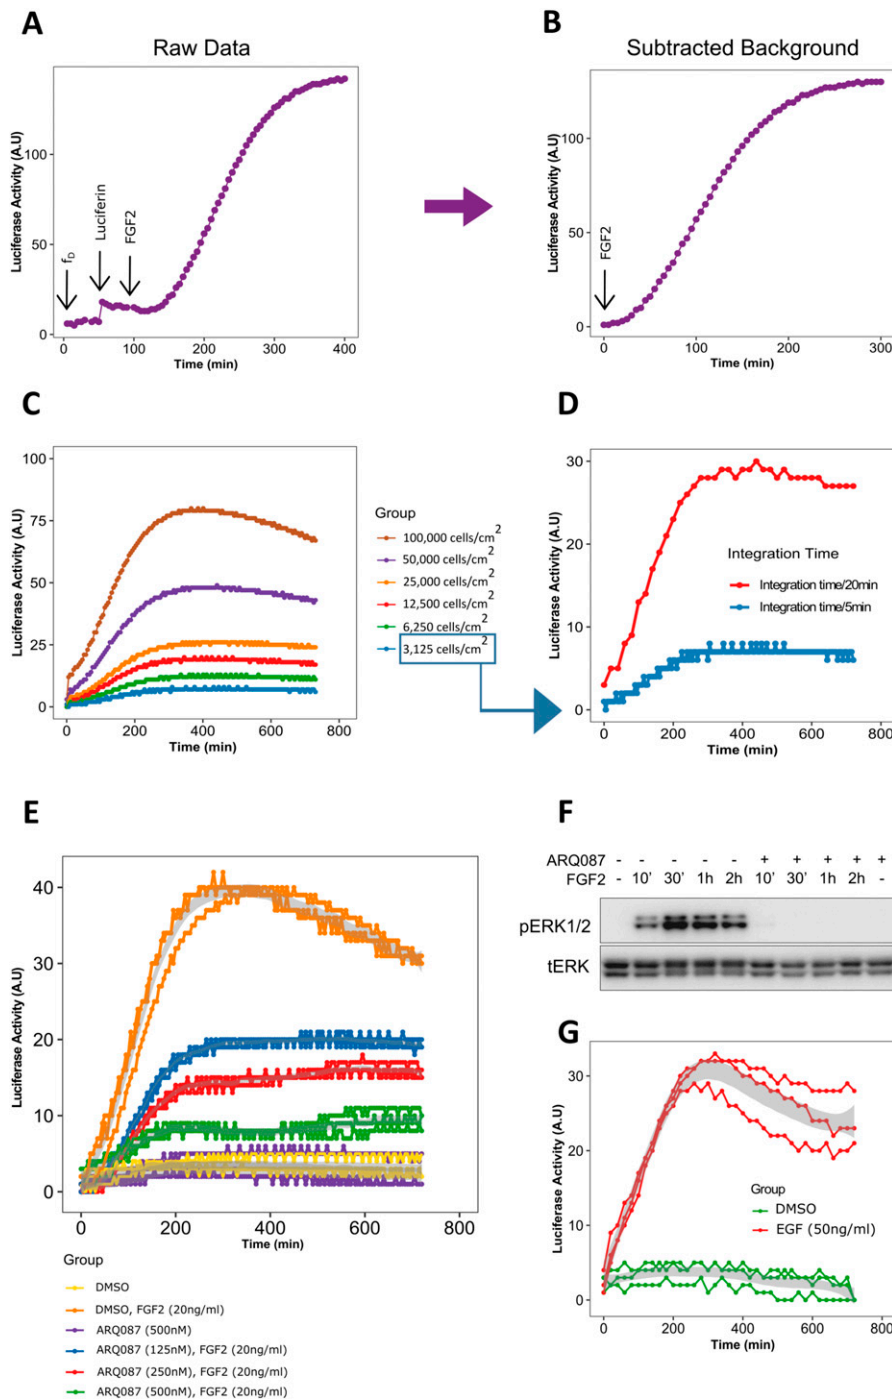 A
Raw Data
B
Subtracted Background
Luciferase Activity (A.U)
100
50
0
f_D
Luciferin
FGF2
0 100 200 300 400
Time (min)
Luciferase Activity (A.U)
100
50
0
FGF2
0 100 200 300
Time (min)
C
Luciferase Activity (A.U)
100
75
50
25
0
0 200 400 600 800
Time (min)
Group
100,000 cells/cm²
50,000 cells/cm²
25,000 cells/cm²
12,500 cells/cm²
6,250 cells/cm²
3,125 cells/cm²
D
Luciferase Activity (A.U)
30
20
10
0
Integration Time
Integration time/20min
Integration time/5min
0 200 400 600 800
Time (min)
E
Luciferase Activity (A.U)
40
30
20
10
0
0 200 400 600 800
Time (min)
Group
DMSO
DMSO, FGF2 (20ng/ml)
ARQ087 (500nM)
ARQ087 (125nM), FGF2 (20ng/ml)
ARQ087 (250nM), FGF2 (20ng/ml)
ARQ087 (500nM), FGF2 (20ng/ml)
F
ARQ087 - - - - - + + + + +
FGF2 - 10' 30' 1h 2h 10' 30' 1h 2h -
pERK1/2
tERK
G
Luciferase Activity (A.U)
30
20
10
0
Group
DMSO
EGF (50ng/ml)
0 200 400 600 800
Time (min)